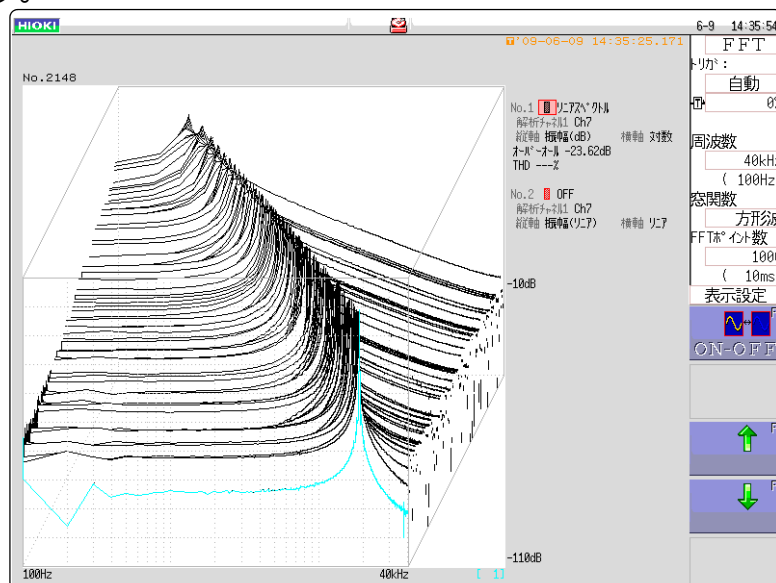 HIOKI
6-9 14:35:54
'09-06-09 14:35:25.171
No.2148
No.1 リニアスペクトル
解析チャネル1 Ch7
縦軸 振幅(dB) 横軸 対数
オーバーオール -23.62dB
THD ---%
No.2 OFF
解析チャネル1 Ch7
縦軸 振幅(リニア) 横軸 リニア
-10dB
-110dB
100Hz
40kHz
[ 1]
FFT
トリガ:
自動
T
0%
周波数
40kHz
( 100Hz
窓関数
方形波
FFTポイント数
( 10ms
表示設定
ON-OFF